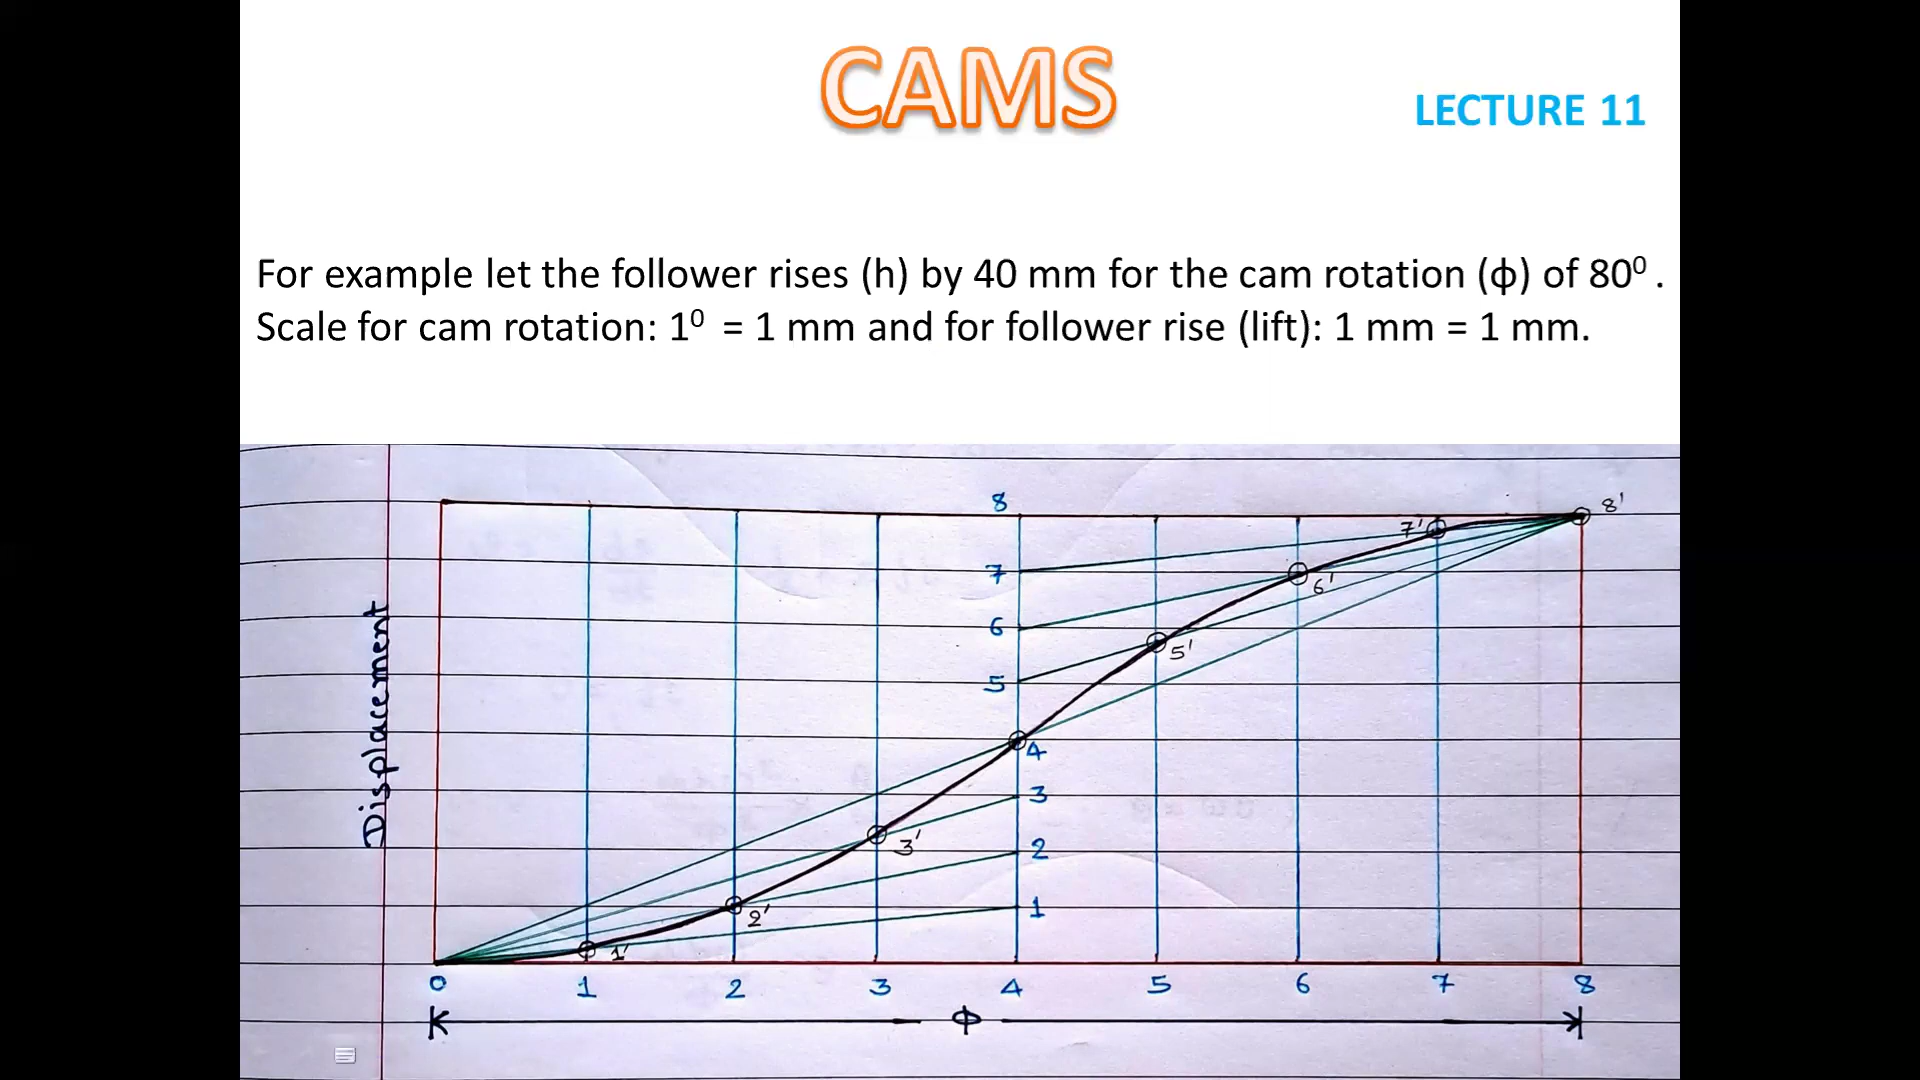 CAMS
LECTURE 11
For example let the follower rises (h) by 40 mm for the cam rotation (ϕ) of 80⁰ .
Scale for cam rotation: 1⁰ = 1 mm and for follower rise (lift): 1 mm = 1 mm.
Displacement
8
8'
7'
7
6'
6
5'
5
4
3
3'
2
2'
1
1'
0 1 2 3 4 5 6 7 8
Φ